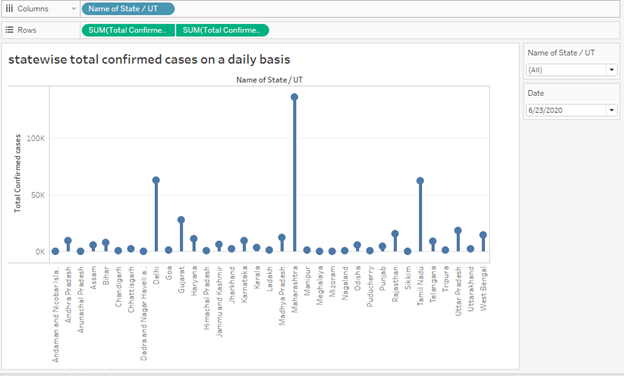 Columns
Name of State / UT
Rows
SUM(Total Confirme.. SUM(Total Confirme..
statewise total confirmed cases on a daily basis
Name of State / UT
Total Confirmed cases
100K
50K
0K
Andaman and Nicobar Isla..
Andhra Pradesh
Arunachal Pradesh
Assam
Bihar
Chandigarh
Chhattisgarh
Dadra and Nagar Haveli a..
Delhi
Goa
Gujarat
Haryana
Himachal Pradesh
Jammu and Kashmir
Jharkhand
Karnataka
Kerala
Ladakh
Madhya Pradesh
Maharashtra
Manipur
Meghalaya
Mizoram
Nagaland
Odisha
Puducherry
Punjab
Rajasthan
Sikkim
Tamil Nadu
Telangana
Tripura
Uttar Pradesh
Uttarakhand
West Bengal
Name of State / UT
(All)
Date
6/23/2020